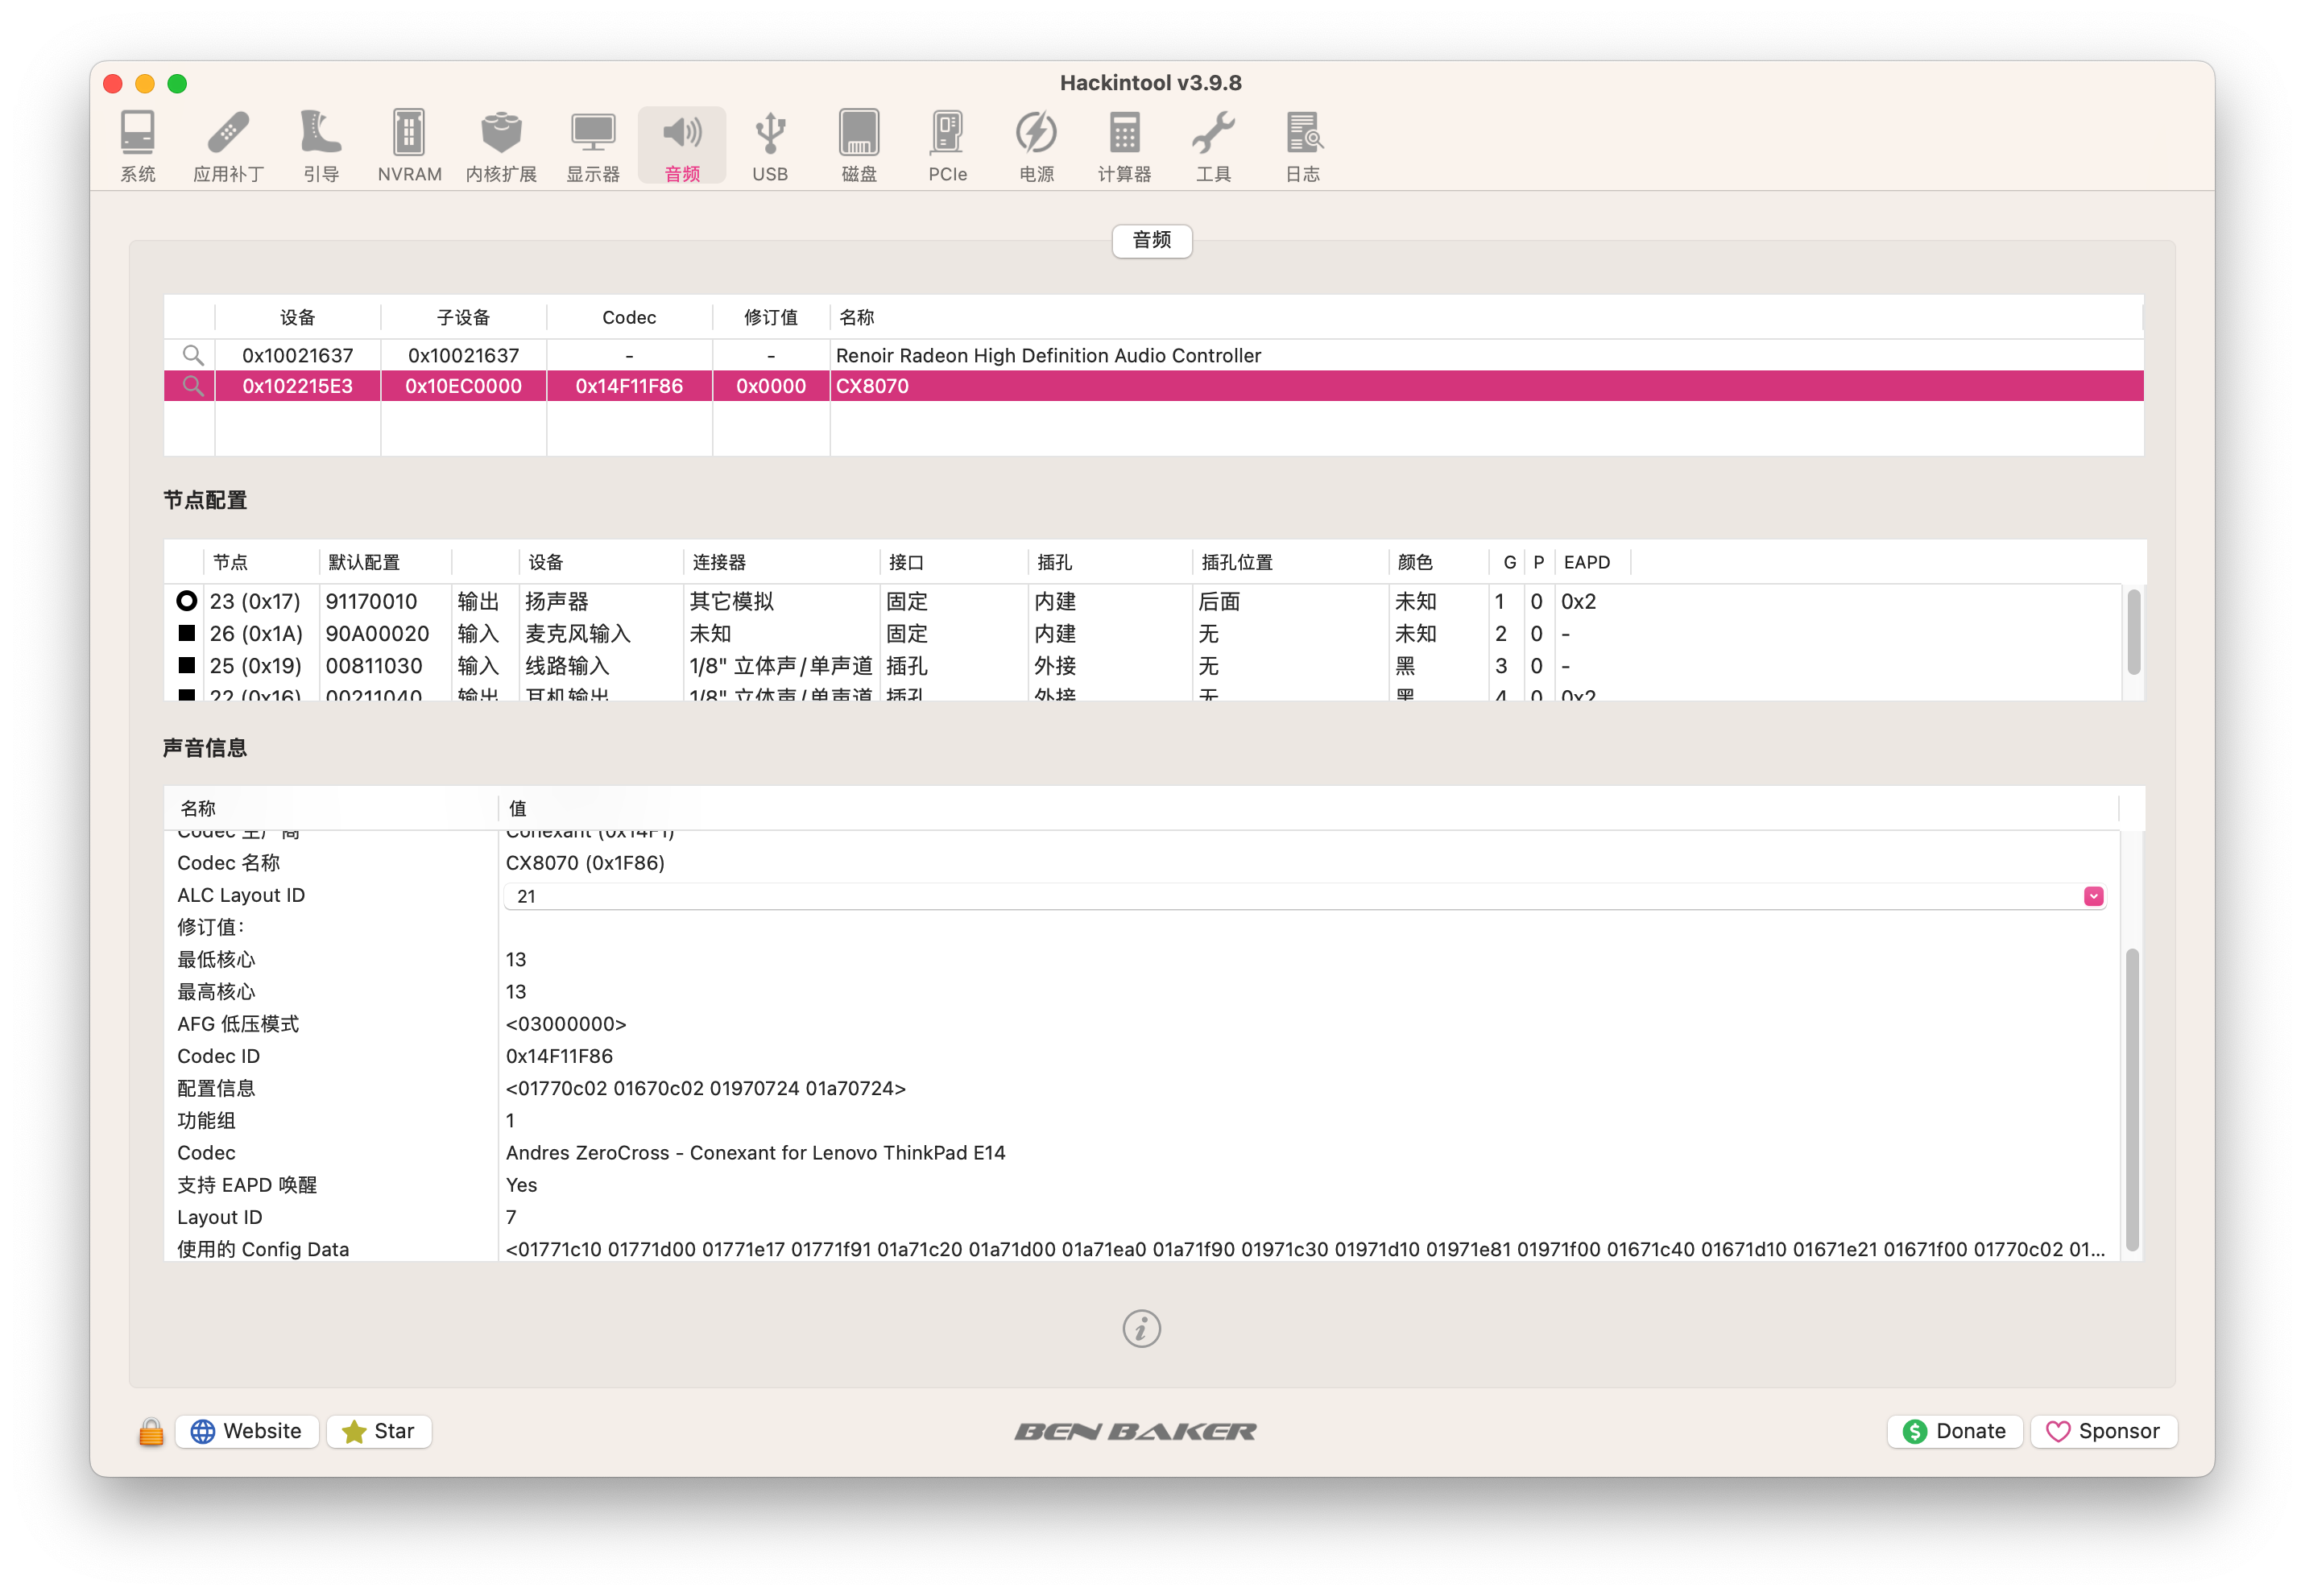 Hackintool v3.9.8
系统 应用补丁 引导 NVRAM 内核扩展 显示器 音频 USB 磁盘 PCIe 电源 计算器 工具 日志
音频
设备 子设备 Codec 修订值 名称
0x10021637 0x10021637 - - Renoir Radeon High Definition Audio Controller
0x102215E3 0x10EC0000 0x14F11F86 0x0000 CX8070
节点配置
节点 默认配置 设备 连接器 接口 插孔 插孔位置 颜色 G P EAPD
23 (0x17) 91170010 输出 扬声器 其它模拟 固定 内建 后面 未知 1 0 0x2
26 (0x1A) 90A00020 输入 麦克风输入 未知 固定 内建 无 未知 2 0 -
25 (0x19) 00811030 输入 线路输入 1/8" 立体声/单声道 插孔 外接 无 黑 3 0 -
22 (0x16) 00211040 输出 耳机输出 1/8" 立体声/单声道 插孔 外接 无 黑 4 0 0x2
声音信息
名称 值
Codec 生产商 Conexant (0x14F1)
Codec 名称 CX8070 (0x1F86)
ALC Layout ID 21
修订值:
最低核心 13
最高核心 13
AFG 低压模式 <03000000>
Codec ID 0x14F11F86
配置信息 <01770c02 01670c02 01970724 01a70724>
功能组 1
Codec Andres ZeroCross - Conexant for Lenovo ThinkPad E14
支持 EAPD 唤醒 Yes
Layout ID 7
使用的 Config Data <01771c10 01771d00 01771e17 01771f91 01a71c20 01a71d00 01a71ea0 01a71f90 01971c30 01971d10 01971e81 01971f00 01671c40 01671d10 01671e21 01671f00 01770c02 01...
Website Star BEN BAKER Donate Sponsor